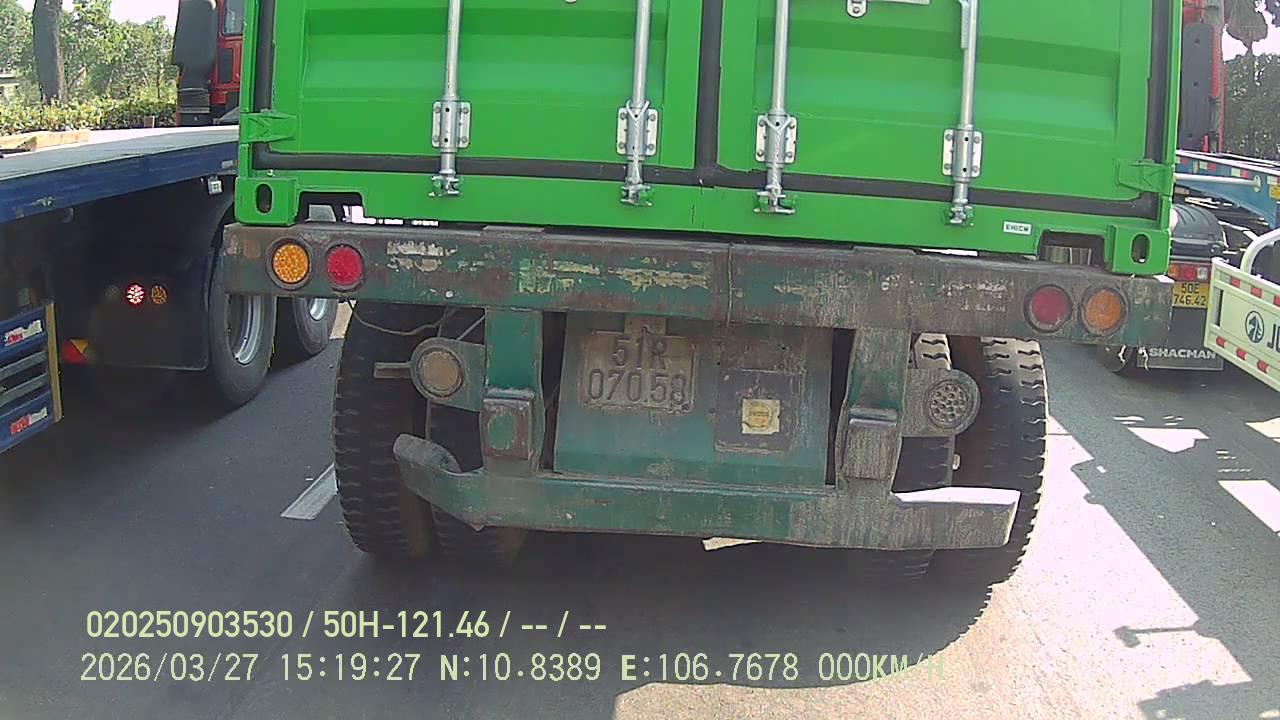 EMICW
51R
070.58
50E
746.42
SHACMAN
020250903530 / 50H-121.46 / -- / --
2026/03/27 15:19:27 N:10.8389 E:106.7678 000KM/H